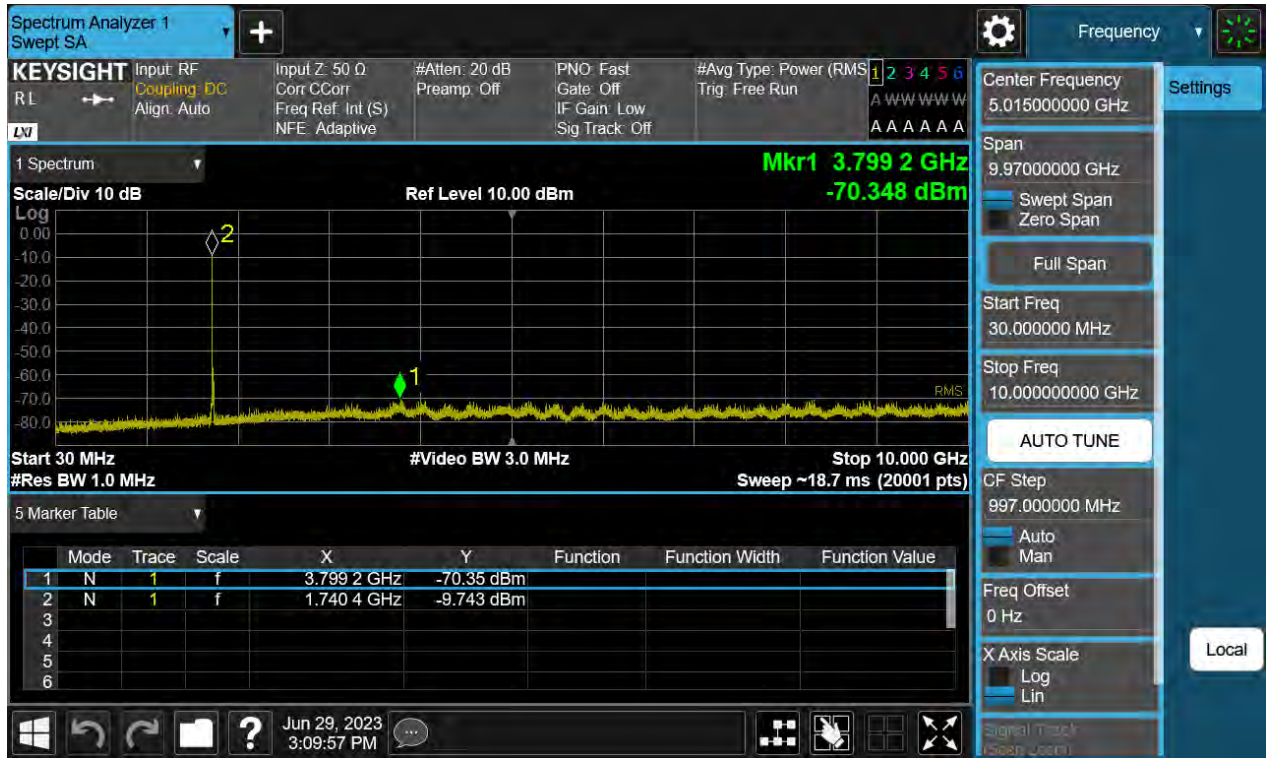 Spectrum Analyzer 1
Swept SA
+
Frequency
KEYSIGHT
RL
LXI
Input: RF
Coupling: DC
Align: Auto
Input Z: 50 Ω
Corr CCorr
Freq Ref: Int (S)
NFE: Adaptive
#Atten: 20 dB
Preamp: Off
PNO: Fast
Gate: Off
IF Gain: Low
Sig Track: Off
#Avg Type: Power (RMS
Trig: Free Run
1 2 3 4 5 6
A W W W W W
A A A A A A
1 Spectrum
Mkr1 3.799 2 GHz
-70.348 dBm
Scale/Div 10 dB
Ref Level 10.00 dBm
Log
0.00
-10.0
-20.0
-30.0
-40.0
-50.0
-60.0
-70.0
-80.0
2
1
RMS
Start 30 MHz
#Video BW 3.0 MHz
Stop 10.000 GHz
#Res BW 1.0 MHz
Sweep ~18.7 ms (20001 pts)
5 Marker Table
Mode Trace Scale X Y Function Function Width Function Value
1 N 1 f 3.799 2 GHz -70.35 dBm
2 N 1 f 1.740 4 GHz -9.743 dBm
3
4
5
6
?
Jun 29, 2023
3:09:57 PM
Center Frequency
5.015000000 GHz
Span
9.97000000 GHz
Swept Span
Zero Span
Full Span
Start Freq
30.000000 MHz
Stop Freq
10.000000000 GHz
AUTO TUNE
CF Step
997.000000 MHz
Auto
Man
Freq Offset
0 Hz
X Axis Scale
Log
Lin
Signal Track
(Span Zoom)
Settings
Local